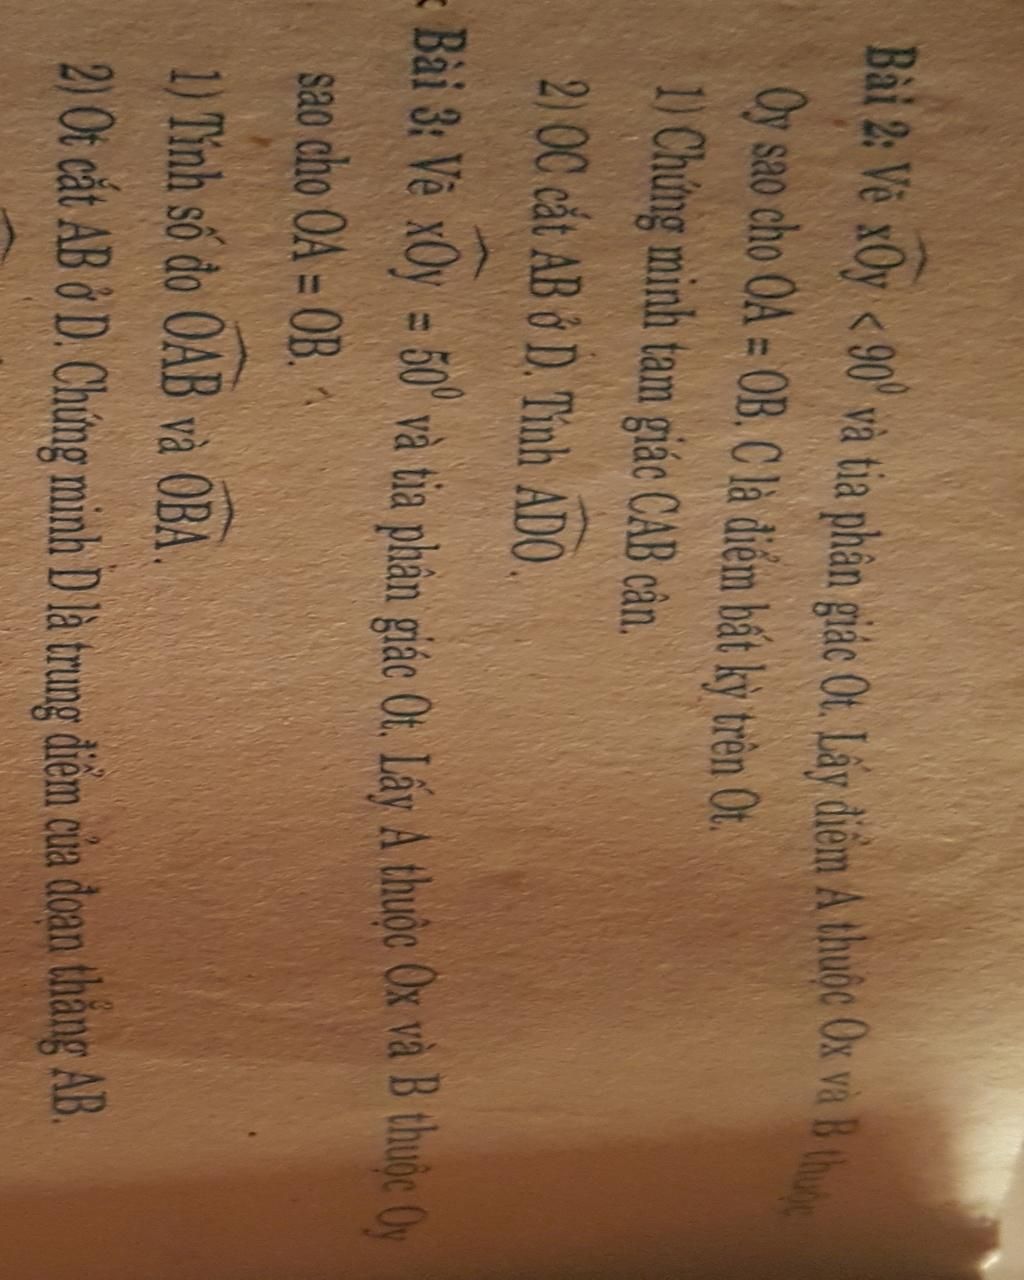 Bài 2: Vẽ xOy < 90⁰ và tia phân giác Ot. Lấy điểm A thuộc Ox và B thuộc
Oy sao cho OA = OB. C là điểm bất kỳ trên Ot.
1) Chứng minh tam giác CAB cân.
2) OC cắt AB ở D. Tính ADO.
Bài 3: Vẽ xOy = 50⁰ và tia phân giác Ot. Lấy A thuộc Ox và B thuộc Oy
sao cho OA = OB.
1) Tính số đo OAB và OBA.
2) Ot cắt AB ở D. Chứng minh D là trung điểm của đoạn thẳng AB.